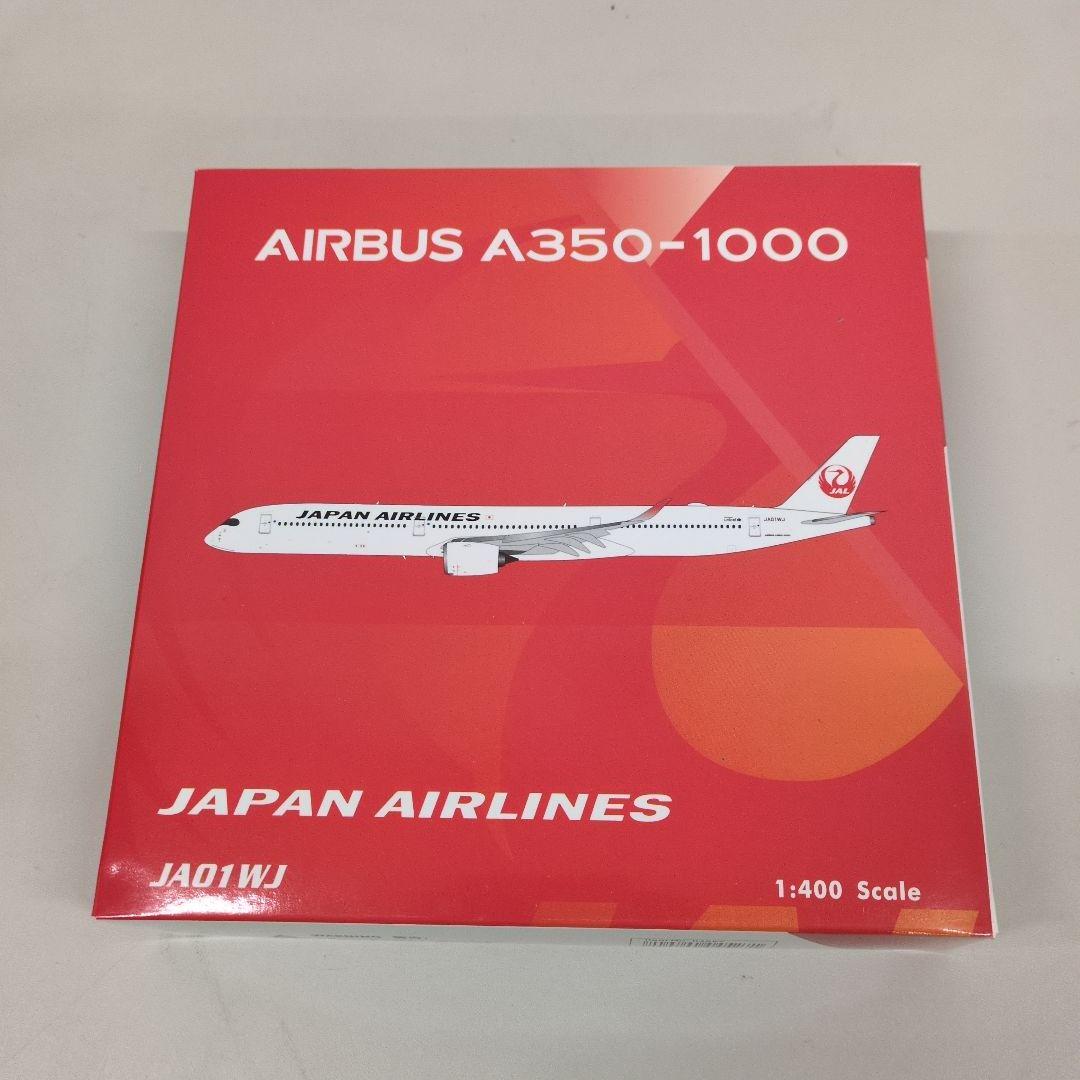 AIRBUS A350-1000
JAPAN AIRLINES
JAL
JA01WJ
JAPAN AIRLINES
JA01WJ
1:400 Scale